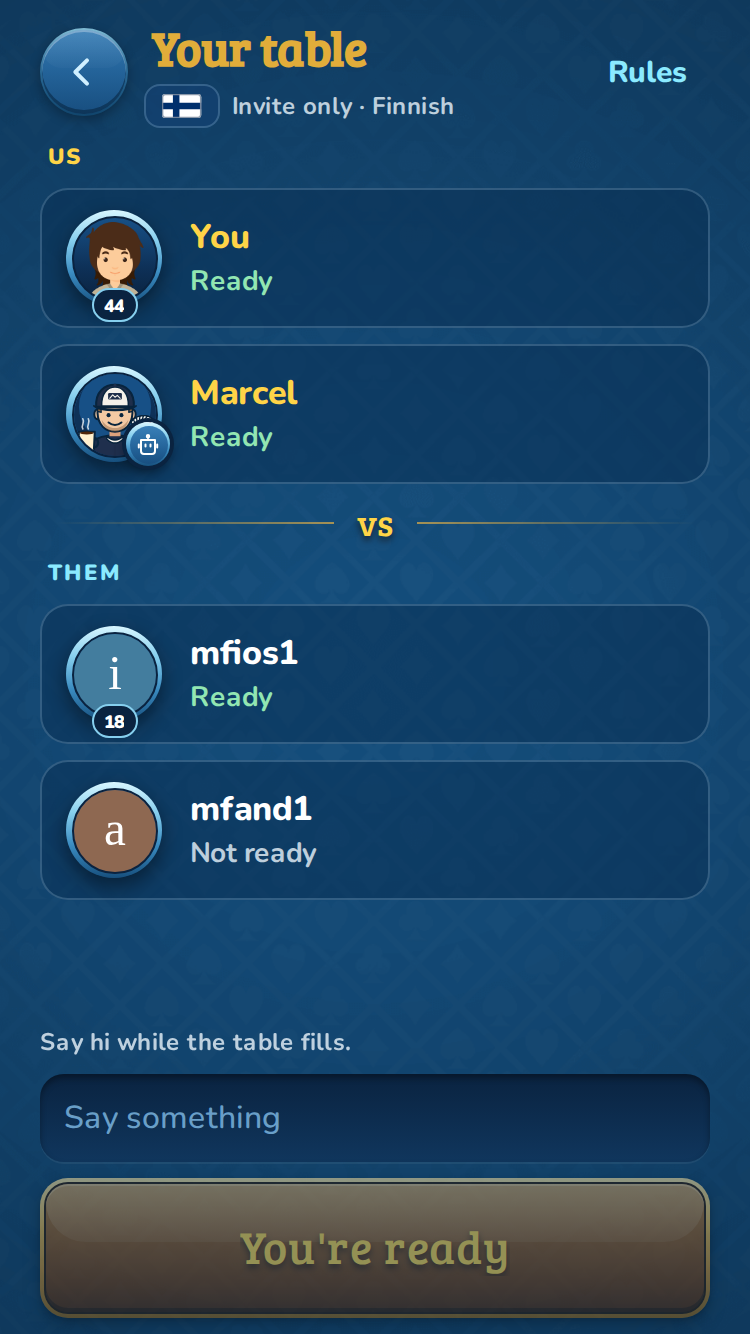 Your table
Rules
Invite only · Finnish
US
You
Ready
44
Marcel
Ready
VS
THEM
i
mfios1
Ready
18
a
mfand1
Not ready
Say hi while the table fills.
Say something
You're ready